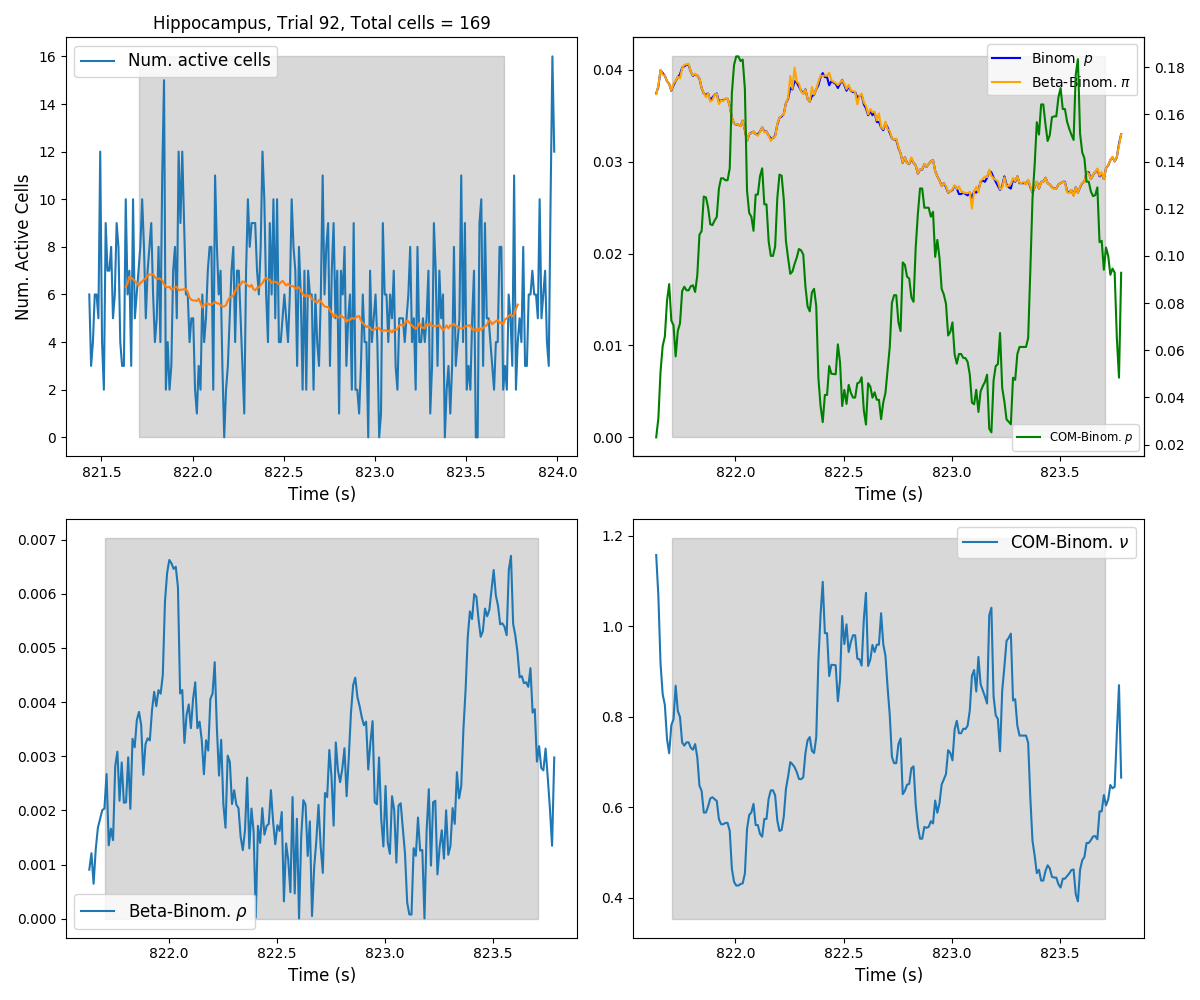 Hippocampus, Trial 92, Total cells = 169
Num. active cells
Num. Active Cells
16
14
12
10
8
6
4
2
0
821.5 822.0 822.5 823.0 823.5 824.0
Time (s)
Binom. p
Beta-Binom. π
COM-Binom. p
0.04
0.03
0.02
0.01
0.00
0.18
0.16
0.14
0.12
0.10
0.08
0.06
0.04
0.02
822.0 822.5 823.0 823.5
Time (s)
0.007
0.006
0.005
0.004
0.003
0.002
0.001
0.000
Beta-Binom. ρ
822.0 822.5 823.0 823.5
Time (s)
COM-Binom. ν
1.2
1.0
0.8
0.6
0.4
822.0 822.5 823.0 823.5
Time (s)